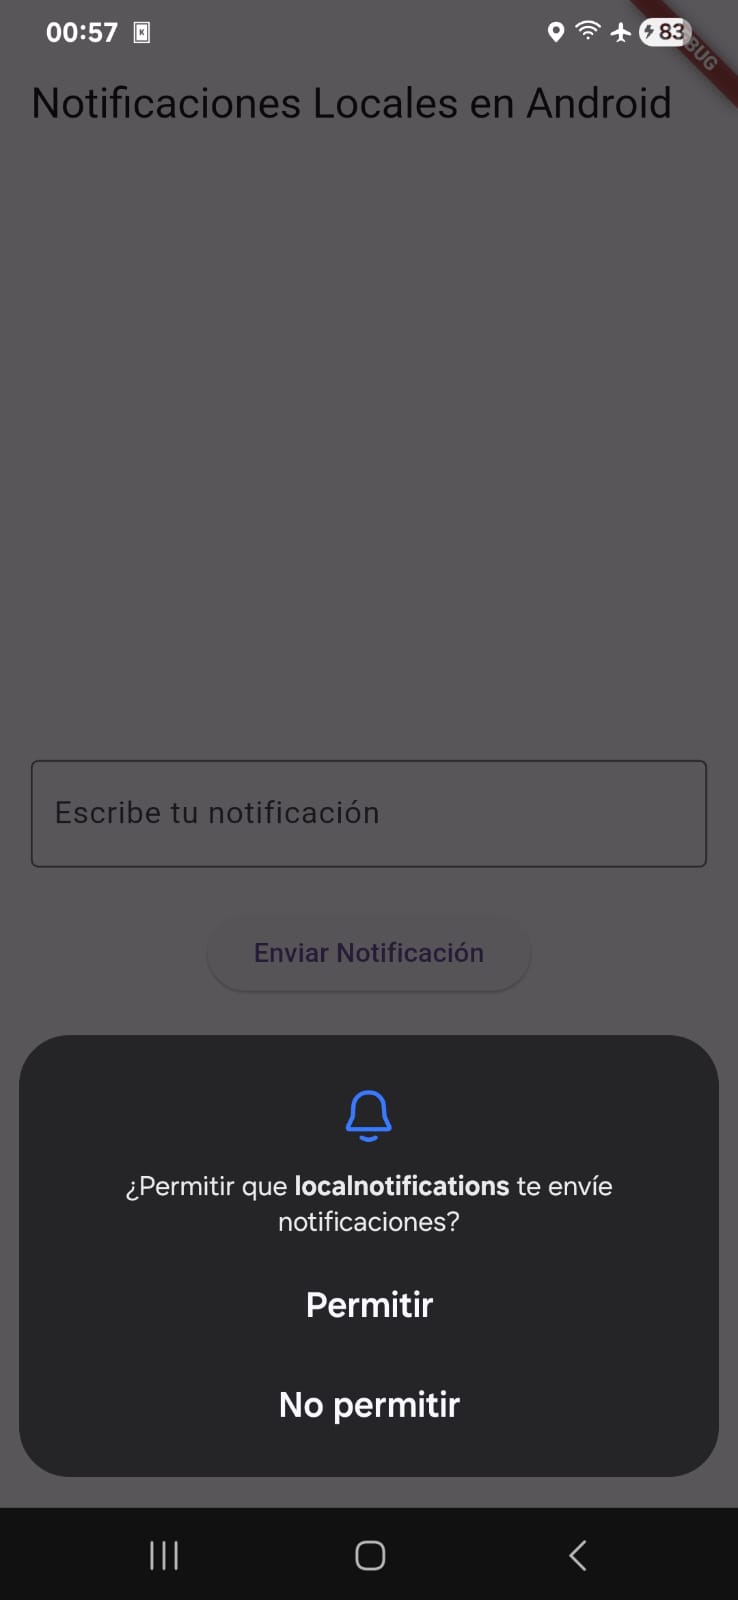 00:57
83
BUG
Notificaciones Locales en Android
Escribe tu notificación
Enviar Notificación
¿Permitir que localnotifications te envíe
notificaciones?
Permitir
No permitir